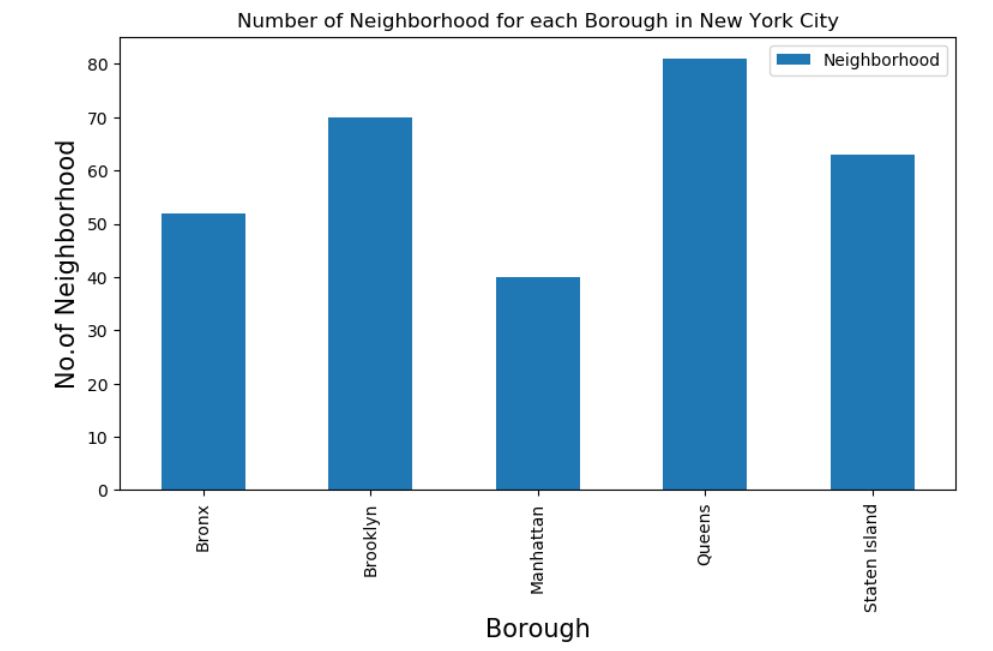 Number of Neighborhood for each Borough in New York City
Neighborhood
80
70
60
50
40
30
20
10
0
No.of Neighborhood
Bronx
Brooklyn
Manhattan
Queens
Staten Island
Borough